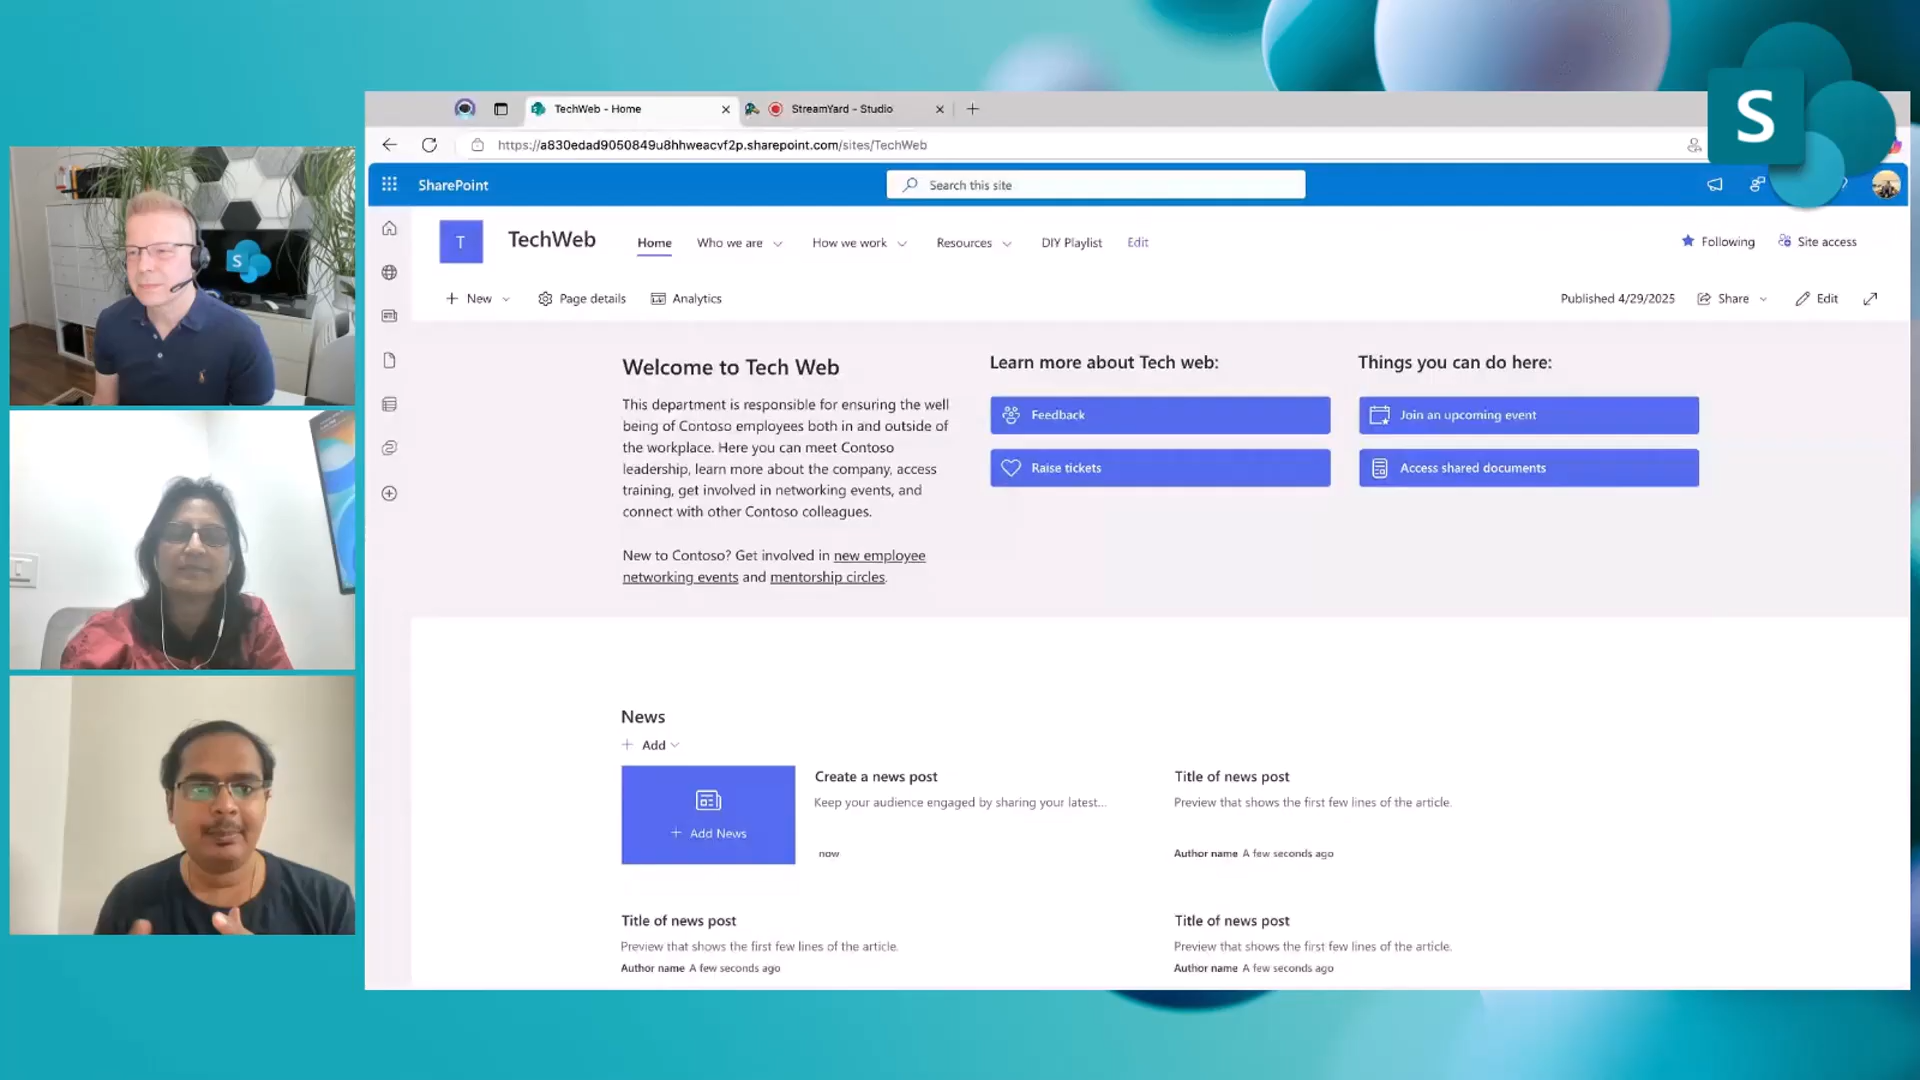 TechWeb - Home
StreamYard - Studio
https://a830edad9050849u8hhweacvf2p.sharepoint.com/sites/TechWeb
S
SharePoint
Search this site
T
TechWeb
Home
Who we are
How we work
Resources
DIY Playlist
Edit
Following
Site access
New
Page details
Analytics
Published 4/29/2025
Share
Edit
Welcome to Tech Web
This department is responsible for ensuring the well
being of Contoso employees both in and outside of
the workplace. Here you can meet Contoso
leadership, learn more about the company, access
training, get involved in networking events, and
connect with other Contoso colleagues.
New to Contoso? Get involved in new employee
networking events and mentorship circles.
Learn more about Tech web:
Feedback
Raise tickets
Things you can do here:
Join an upcoming event
Access shared documents
News
+ Add
+ Add News
Create a news post
Keep your audience engaged by sharing your latest...
now
Title of news post
Preview that shows the first few lines of the article.
Author name A few seconds ago
Title of news post
Preview that shows the first few lines of the article.
Author name A few seconds ago
Title of news post
Preview that shows the first few lines of the article.
Author name A few seconds ago
S